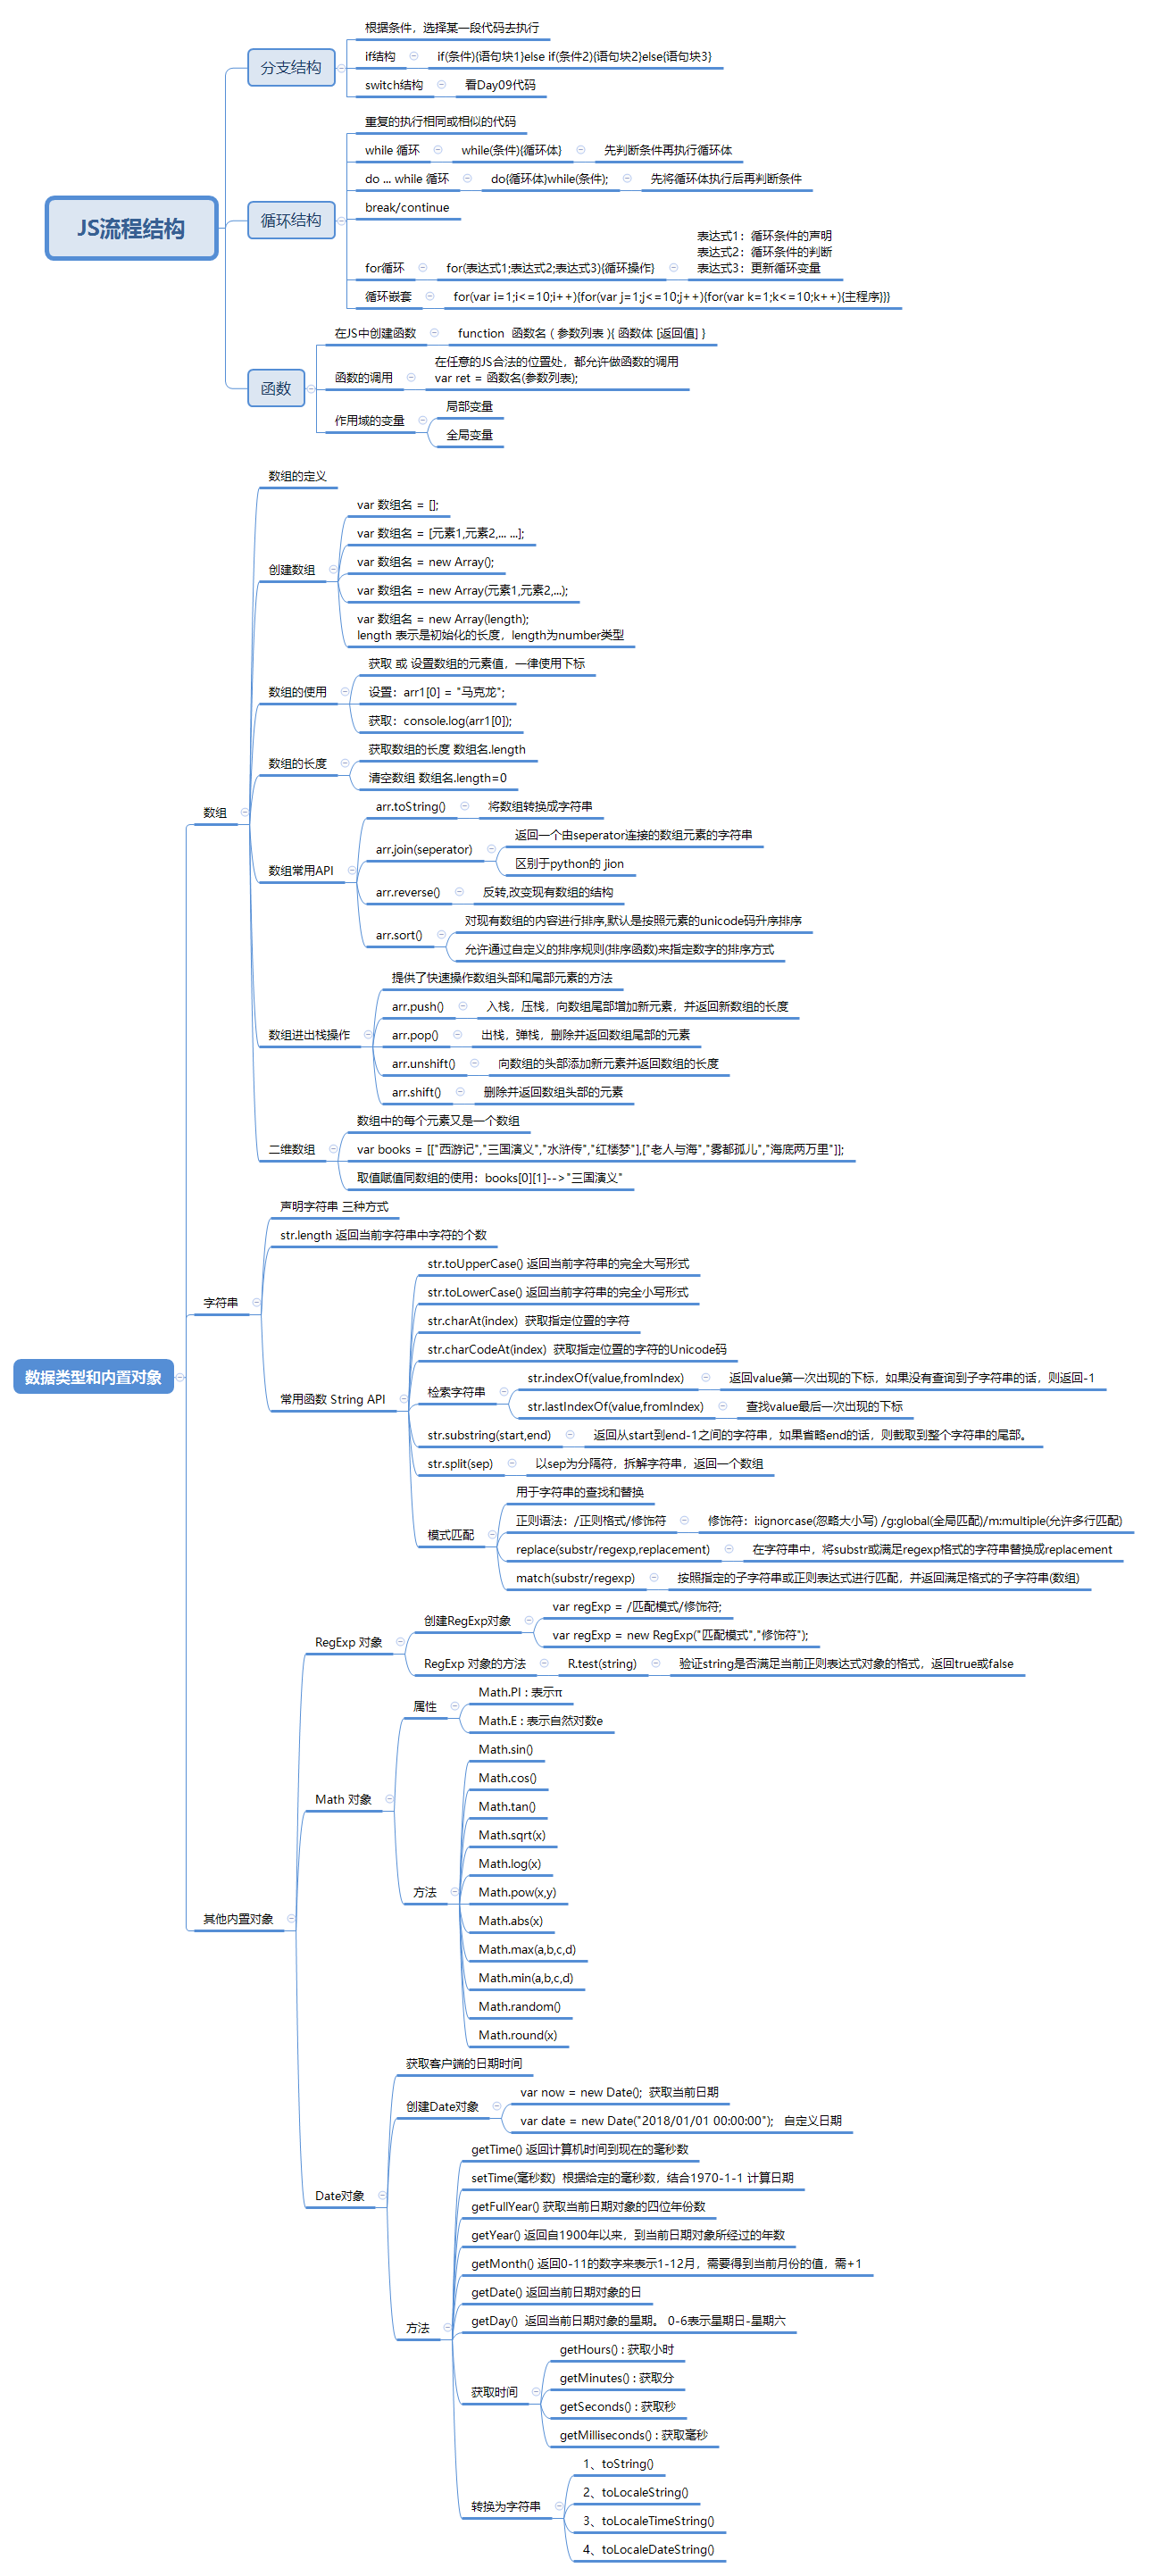 JS流程结构
分支结构
根据条件，选择某一段代码去执行
if结构
if(条件){语句块1}else if(条件2){语句块2}else{语句块3}
switch结构
看Day09代码
循环结构
重复的执行相同或相似的代码
while 循环
while(条件){循环体}
先判断条件再执行循环体
do ... while 循环
do{循环体}while(条件);
先将循环体执行后再判断条件
break/continue
for循环
for(表达式1;表达式2;表达式3){循环操作}
表达式1：循环条件的声明
表达式2：循环条件的判断
表达式3：更新循环变量
循环嵌套
for(var i=1;i<=10;i++){for(var j=1;j<=10;j++){for(var k=1;k<=10;k++){主程序}}}
函数
在JS中创建函数
function 函数名 ( 参数列表 ){ 函数体 [返回值] }
函数的调用
在任意的JS合法的位置处，都允许做函数的调用
var ret = 函数名(参数列表);
作用域的变量
局部变量
全局变量
数据类型和内置对象
数组
数组的定义
创建数组
var 数组名 = [];
var 数组名 = [元素1,元素2,... ...];
var 数组名 = new Array();
var 数组名 = new Array(元素1,元素2,...);
var 数组名 = new Array(length);
length 表示是初始化的长度，length为number类型
数组的使用
获取 或 设置数组的元素值，一律使用下标
设置：arr1[0] = "马克龙";
获取：console.log(arr1[0]);
数组的长度
获取数组的长度 数组名.length
清空数组 数组名.length=0
数组常用API
arr.toString()
将数组转换成字符串
arr.join(seperator)
返回一个由seperator连接的数组元素的字符串
区别于python的 jion
arr.reverse()
反转,改变现有数组的结构
arr.sort()
对现有数组的内容进行排序,默认是按照元素的unicode码升序排序
允许通过自定义的排序规则(排序函数)来指定数字的排序方式
数组进出栈操作
提供了快速操作数组头部和尾部元素的方法
arr.push()
入栈，压栈，向数组尾部增加新元素，并返回新数组的长度
arr.pop()
出栈，弹栈，删除并返回数组尾部的元素
arr.unshift()
向数组的头部添加新元素并返回数组的长度
arr.shift()
删除并返回数组头部的元素
二维数组
数组中的每个元素又是一个数组
var books = [["西游记","三国演义","水浒传","红楼梦"],["老人与海","雾都孤儿","海底两万里"]];
取值赋值同数组的使用：books[0][1]-->"三国演义"
字符串
声明字符串 三种方式
str.length 返回当前字符串中字符的个数
常用函数 String API
str.toUpperCase() 返回当前字符串的完全大写形式
str.toLowerCase() 返回当前字符串的完全小写形式
str.charAt(index) 获取指定位置的字符
str.charCodeAt(index) 获取指定位置的字符的Unicode码
检索字符串
str.indexOf(value,fromIndex)
返回value第一次出现的下标，如果没有查询到子字符串的话，则返回-1
str.lastIndexOf(value,fromIndex)
查找value最后一次出现的下标
str.substring(start,end)
返回从start到end-1之间的字符串，如果省略end的话，则截取到整个字符串的尾部。
str.split(sep)
以sep为分隔符，拆解字符串，返回一个数组
模式匹配
用于字符串的查找和替换
正则语法：/正则格式/修饰符
修饰符：i:ignorcase(忽略大小写) /g:global(全局匹配)/m:multiple(允许多行匹配)
replace(substr/regexp,replacement)
在字符串中，将substr或满足regexp格式的字符串替换成replacement
match(substr/regexp)
按照指定的子字符串或正则表达式进行匹配，并返回满足格式的子字符串(数组)
其他内置对象
RegExp 对象
创建RegExp对象
var regExp = /匹配模式/修饰符;
var regExp = new RegExp("匹配模式","修饰符");
RegExp 对象的方法
R.test(string)
验证string是否满足当前正则表达式对象的格式，返回true或false
Math 对象
属性
Math.PI : 表示π
Math.E : 表示自然对数e
方法
Math.sin()
Math.cos()
Math.tan()
Math.sqrt(x)
Math.log(x)
Math.pow(x,y)
Math.abs(x)
Math.max(a,b,c,d)
Math.min(a,b,c,d)
Math.random()
Math.round(x)
Date对象
获取客户端的日期时间
创建Date对象
var now = new Date(); 获取当前日期
var date = new Date("2018/01/01 00:00:00"); 自定义日期
方法
getTime() 返回计算机时间到现在的毫秒数
setTime(毫秒数) 根据给定的毫秒数，结合1970-1-1 计算日期
getFullYear() 获取当前日期对象的四位年份数
getYear() 返回自1900年以来，到当前日期对象所经过的年数
getMonth() 返回0-11的数字来表示1-12月，需要得到当前月份的值，需+1
getDate() 返回当前日期对象的日
getDay() 返回当前日期对象的星期。 0-6表示星期日-星期六
获取时间
getHours() : 获取小时
getMinutes() : 获取分
getSeconds() : 获取秒
getMilliseconds() : 获取毫秒
转换为字符串
1、toString()
2、toLocaleString()
3、toLocaleTimeString()
4、toLocaleDateString()